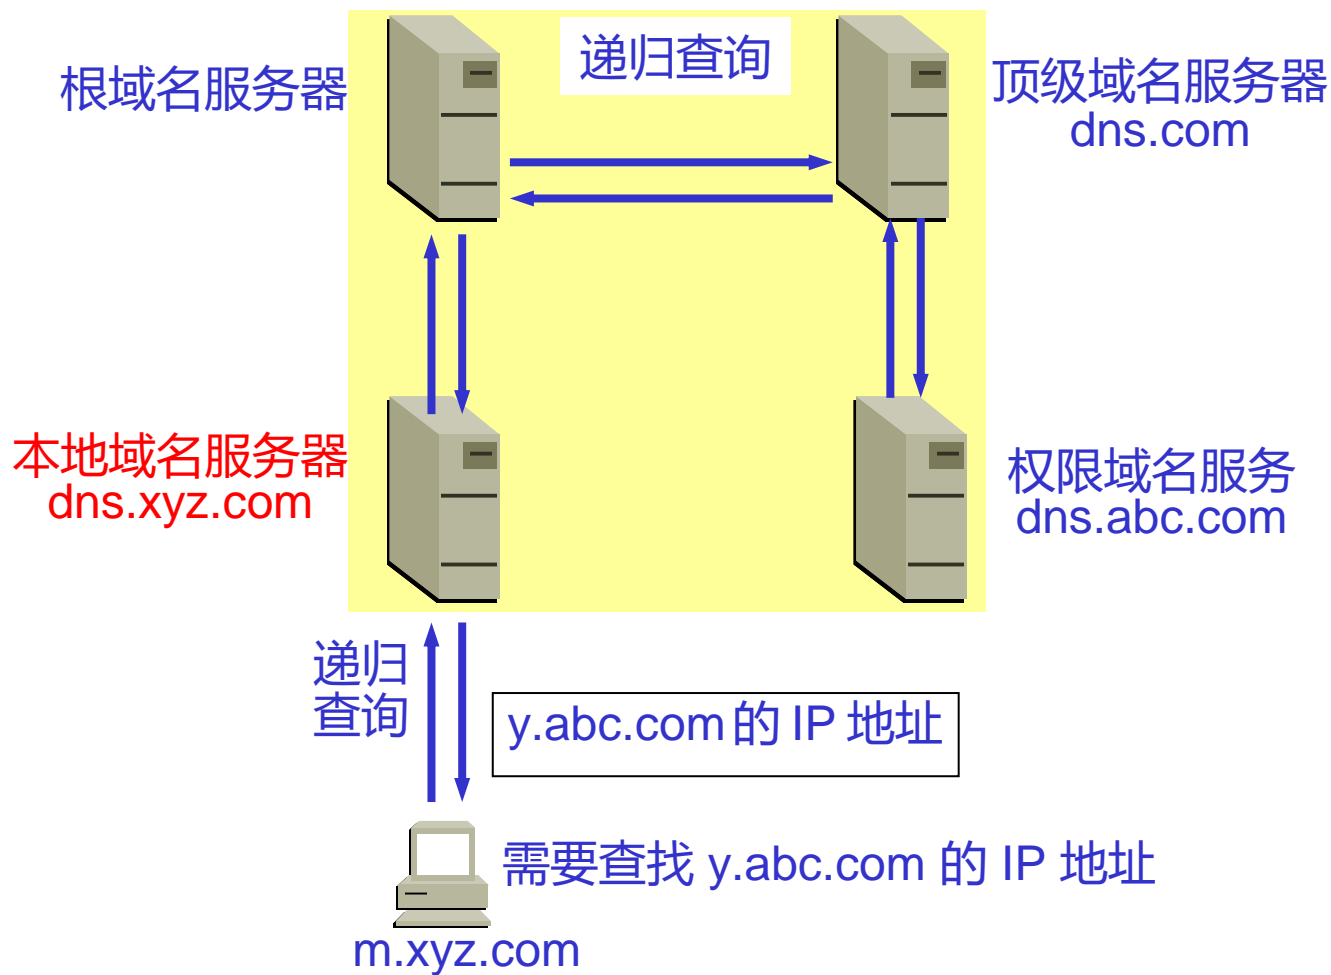 递归查询
根域名服务器
顶级域名服务器
dns.com
本地域名服务器
dns.xyz.com
权限域名服务
dns.abc.com
递归
查询
y.abc.com 的 IP 地址
需要查找 y.abc.com 的 IP 地址
m.xyz.com